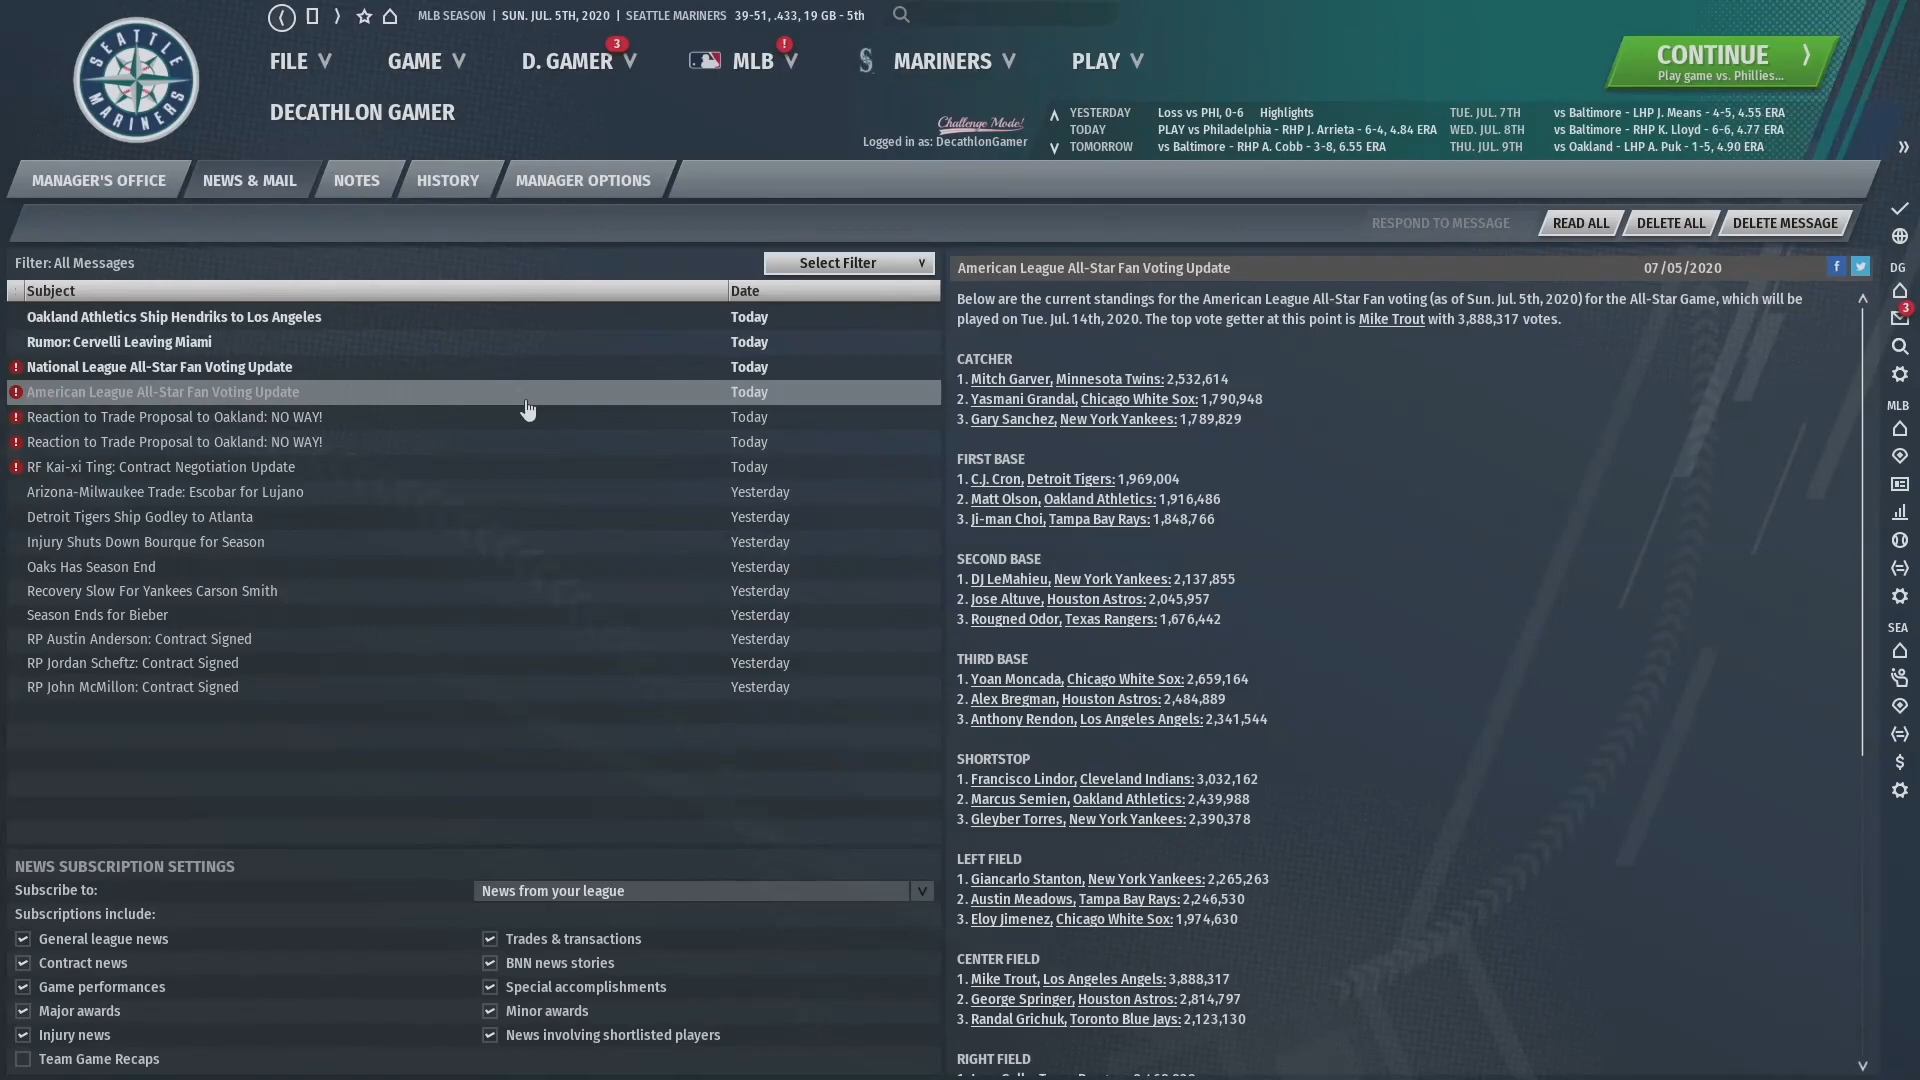 MLB SEASON | SUN. JUL. 5TH, 2020 | SEATTLE MARINERS 39-51, .433, 19 GB - 5th
SEATTLE MARINERS
FILE GAME D. GAMER 3 MLB ! MARINERS PLAY
CONTINUE
Play game vs. Phillies...
DECATHLON GAMER
Challenge Mode!
Logged in as: DecathlonGamer
YESTERDAY Loss vs PHI, 0-6 Highlights TUE. JUL. 7TH vs Baltimore - LHP J. Means - 4-5, 4.55 ERA
TODAY PLAY vs Philadelphia - RHP J. Arrieta - 6-4, 4.84 ERA WED. JUL. 8TH vs Baltimore - RHP K. Lloyd - 6-6, 4.77 ERA
TOMORROW vs Baltimore - RHP A. Cobb - 3-8, 6.55 ERA THU. JUL. 9TH vs Oakland - LHP A. Puk - 1-5, 4.90 ERA
MANAGER'S OFFICE NEWS & MAIL NOTES HISTORY MANAGER OPTIONS
RESPOND TO MESSAGE READ ALL DELETE ALL DELETE MESSAGE
Filter: All Messages Select Filter
Subject Date
Oakland Athletics Ship Hendriks to Los Angeles Today
Rumor: Cervelli Leaving Miami Today
! National League All-Star Fan Voting Update Today
! American League All-Star Fan Voting Update Today
! Reaction to Trade Proposal to Oakland: NO WAY! Today
! Reaction to Trade Proposal to Oakland: NO WAY! Today
! RF Kai-xi Ting: Contract Negotiation Update Today
Arizona-Milwaukee Trade: Escobar for Lujano Yesterday
Detroit Tigers Ship Godley to Atlanta Yesterday
Injury Shuts Down Bourque for Season Yesterday
Oaks Has Season End Yesterday
Recovery Slow For Yankees Carson Smith Yesterday
Season Ends for Bieber Yesterday
RP Austin Anderson: Contract Signed Yesterday
RP Jordan Scheftz: Contract Signed Yesterday
RP John McMillon: Contract Signed Yesterday
NEWS SUBSCRIPTION SETTINGS
Subscribe to: News from your league
Subscriptions include:
General league news Trades & transactions
Contract news BNN news stories
Game performances Special accomplishments
Major awards Minor awards
Injury news News involving shortlisted players
Team Game Recaps
American League All-Star Fan Voting Update 07/05/2020
Below are the current standings for the American League All-Star Fan voting (as of Sun. Jul. 5th, 2020) for the All-Star Game, which will be
played on Tue. Jul. 14th, 2020. The top vote getter at this point is Mike Trout with 3,888,317 votes.
CATCHER
1. Mitch Garver, Minnesota Twins: 2,532,614
2. Yasmani Grandal, Chicago White Sox: 1,790,948
3. Gary Sanchez, New York Yankees: 1,789,829
FIRST BASE
1. C.J. Cron, Detroit Tigers: 1,969,004
2. Matt Olson, Oakland Athletics: 1,916,486
3. Ji-man Choi, Tampa Bay Rays: 1,848,766
SECOND BASE
1. DJ LeMahieu, New York Yankees: 2,137,855
2. Jose Altuve, Houston Astros: 2,045,957
3. Rougned Odor, Texas Rangers: 1,676,442
THIRD BASE
1. Yoan Moncada, Chicago White Sox: 2,659,164
2. Alex Bregman, Houston Astros: 2,484,889
3. Anthony Rendon, Los Angeles Angels: 2,341,544
SHORTSTOP
1. Francisco Lindor, Cleveland Indians: 3,032,162
2. Marcus Semien, Oakland Athletics: 2,439,988
3. Gleyber Torres, New York Yankees: 2,390,378
LEFT FIELD
1. Giancarlo Stanton, New York Yankees: 2,265,263
2. Austin Meadows, Tampa Bay Rays: 2,246,530
3. Eloy Jimenez, Chicago White Sox: 1,974,630
CENTER FIELD
1. Mike Trout, Los Angeles Angels: 3,888,317
2. George Springer, Houston Astros: 2,814,797
3. Randal Grichuk, Toronto Blue Jays: 2,123,130
RIGHT FIELD
DG
3
MLB
SEA